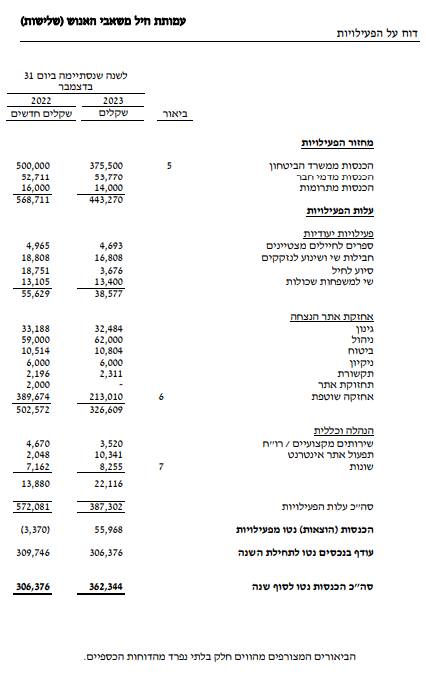 עמותת חיל משאבי האנוש (שלישות)
דוח על הפעילויות
לשנה שנסתיימה ביום 31
בדצמבר
2023 2022
ביאור שקלים שקלים חדשים
מחזור הפעילויות
הכנסות ממשרד הביטחון 5 375,500 500,000
הכנסות מדמי חבר 53,770 52,711
הכנסות מתרומות 14,000 16,000
443,270 568,711
עלות הפעילויות
פעילויות יעודיות
ספרים לחיילים מצטיינים 4,693 4,965
חבילות שי ושינוע לנזקקים 16,808 18,808
סיוע לחיל 3,676 18,751
שי למשפחות שכולות 13,400 13,105
38,577 55,629
אחזקת אתר הנצחה
גינון 32,484 33,188
ניהול 62,000 59,000
ביטוח 10,804 10,514
ניקיון 6,000 6,000
תקשורת 2,311 2,196
תחזוקת אתר - 2,000
אחזקה שוטפת 6 213,010 389,674
326,609 502,572
הנהלה וכללית
שירותים מקצועיים / רו״ח 3,520 4,670
תפעול אתר אינטרנט 10,341 2,048
שונות 7 8,255 7,162
22,116 13,880
סה״כ עלות הפעילויות 387,302 572,081
הכנסות (הוצאות) נטו מפעילויות 55,968 (3,370)
עודף בנכסים נטו לתחילת השנה 306,376 309,746
סה״כ הכנסות נטו לסוף שנה 362,344 306,376
הביאורים המצורפים מהווים חלק בלתי נפרד מהדוחות הכספיים.